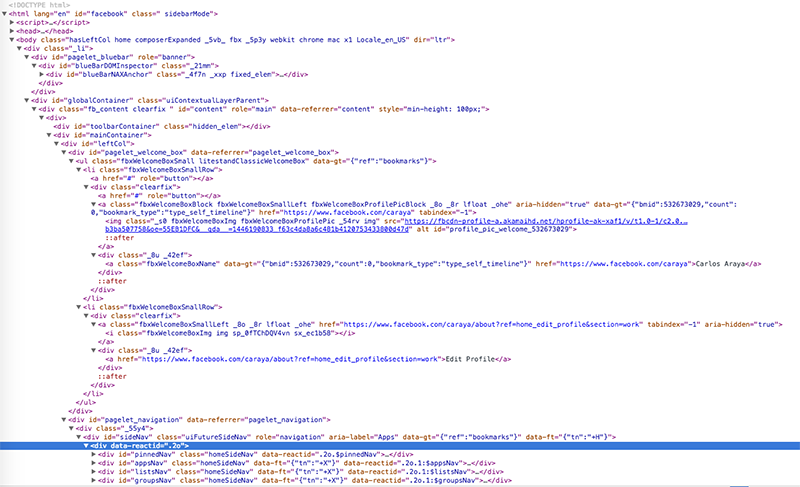 <!DOCTYPE html>
▼<html lang="en" id="facebook" class=" sidebarMode">
▶<script>…</script>
▶<head>…</head>
▼<body class="hasLeftCol home composerExpanded _5vb_ fbx _5p3y webkit chrome mac x1 Locale_en_US" dir="ltr">
▼<div class="_li">
▼<div id="pagelet_bluebar" role="banner">
▼<div id="blueBarDOMInspector" class="_21mm">
▶<div id="blueBarNAXAnchor" class="_4f7n _xxp fixed_elem">…</div>
</div>
</div>
▼<div id="globalContainer" class="uiContextualLayerParent">
▼<div class="fb_content clearfix " id="content" role="main" data-referrer="content" style="min-height: 100px;">
▼<div>
<div id="toolbarContainer" class="hidden_elem"></div>
▼<div id="mainContainer">
▼<div id="leftCol">
▼<div id="pagelet_welcome_box" data-referrer="pagelet_welcome_box">
▼<ul class="fbxWelcomeBoxSmall litestandClassicWelcomeBox" data-gt="{"ref":"bookmarks"}">
▼<li class="fbxWelcomeBoxSmallRow">
<a href="#" role="button"></a>
▼<div class="clearfix">
<a href="#" role="button"></a>
▼<a class="fbxWelcomeBoxBlock fbxWelcomeBoxSmallLeft fbxWelcomeBoxProfilePicBlock _8o _8r lfloat _ohe" aria-hidden="true" data-gt="{"bmid":532673029,"count":
0,"bookmark_type":"type_self_timeline"}" href="https://www.facebook.com/caraya" tabindex="-1">
<img class="_s0 fbxWelcomeBoxImg fbxWelcomeBoxProfilePic _54rv img" src="https://fbcdn-profile-a.akamaihd.net/hprofile-ak-xaf1/v/t1.0-1/c2.0…
b3ba507758&oe=55EB1DFC&__gda__=1446190833_f63c4da8a6c481b4120753433800d47d" alt id="profile_pic_welcome_532673029">
::after
</a>
▼<div class="_8u _42ef">
<a class="fbxWelcomeBoxName" data-gt="{"bmid":532673029,"count":0,"bookmark_type":"type_self_timeline"}" href="https://www.facebook.com/caraya">Carlos Araya</a>
</div>
::after
</div>
</li>
▼<li class="fbxWelcomeBoxSmallRow">
▼<div class="clearfix">
▼<a class="fbxWelcomeBoxSmallLeft _8o _8r lfloat _ohe" href="https://www.facebook.com/caraya/about?ref=home_edit_profile&section=work" tabindex="-1" aria-hidden="true">
<i class="fbxWelcomeBoxImg img sp_0fTChDQV4vn sx_ec1b58"></i>
</a>
▼<div class="_8u _42ef">
<a href="https://www.facebook.com/caraya/about?ref=home_edit_profile&section=work">Edit Profile</a>
</div>
::after
</div>
</li>
</ul>
</div>
▼<div id="pagelet_navigation" data-referrer="pagelet_navigation">
▼<div class="_55y4">
▼<div id="sideNav" class="uiFutureSideNav" role="navigation" aria-label="Apps" data-gt="{"ref":"bookmarks"}" data-ft="{"tn":"+H"}">
▼<div data-reactid=".2o">
▶<div id="pinnedNav" class="homeSideNav" data-reactid=".2o.$pinnedNav">…</div>
▶<div id="appsNav" class="homeSideNav" data-ft="{"tn":"+X"}" data-reactid=".2o.1:$appsNav">…</div>
▶<div id="listsNav" class="homeSideNav" data-ft="{"tn":"+X"}" data-reactid=".2o.1:$listsNav">…</div>
▶<div id="groupsNav" class="homeSideNav" data-ft="{"tn":"+X"}" data-reactid=".2o.1:$groupsNav">…</div>